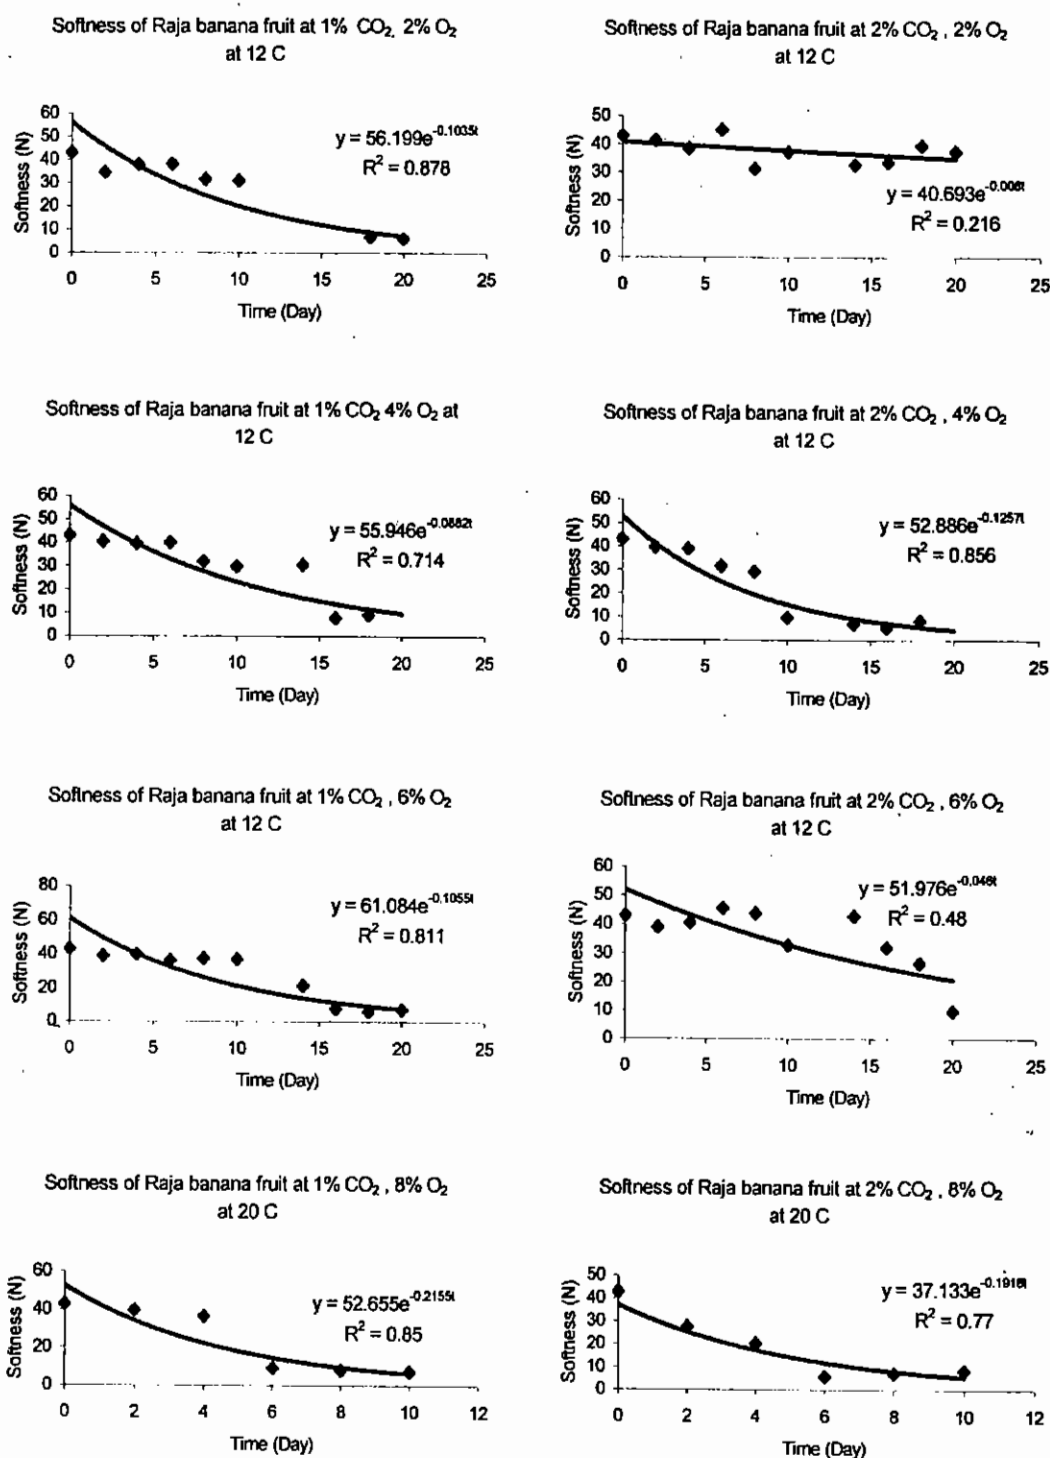 Softness of Raja banana fruit at 1% CO₂, 2% O₂
at 12 C
60
50
40
30
20
10
0
Softness (N)
y = 56.199e^-0.1035t
R² = 0.878
0 5 10 15 20 25
Time (Day)
Softness of Raja banana fruit at 2% CO₂ , 2% O₂
at 12 C
50
40
30
20
10
0
Softness (N)
y = 40.693e^-0.008t
R² = 0.216
0 5 10 15 20 25
Time (Day)
Softness of Raja banana fruit at 1% CO₂ 4% O₂ at
12 C
60
50
40
30
20
10
0
Softness (N)
y = 55.946e^-0.0882t
R² = 0.714
0 5 10 15 20 25
Time (Day)
Softness of Raja banana fruit at 2% CO₂ , 4% O₂
at 12 C
60
50
40
30
20
10
0
Softness (N)
y = 52.886e^-0.1257t
R² = 0.856
0 5 10 15 20 25
Time (Day)
Softness of Raja banana fruit at 1% CO₂ , 6% O₂
at 12 C
80
60
40
20
0
Softness (N)
y = 61.084e^-0.1055t
R² = 0.811
0 5 10 15 20 25
Time (Day)
Softness of Raja banana fruit at 2% CO₂ , 6% O₂
at 12 C
60
50
40
30
20
10
0
Softness (N)
y = 51.976e^-0.046t
R² = 0.48
0 5 10 15 20 25
Time (Day)
Softness of Raja banana fruit at 1% CO₂ , 8% O₂
at 20 C
60
40
20
0
Softness (N)
y = 52.655e^-0.2155t
R² = 0.85
0 2 4 6 8 10 12
Time (Day)
Softness of Raja banana fruit at 2% CO₂ , 8% O₂
at 20 C
50
40
30
20
10
0
Softness (N)
y = 37.133e^-0.1916t
R² = 0.77
0 2 4 6 8 10 12
Time (Day)